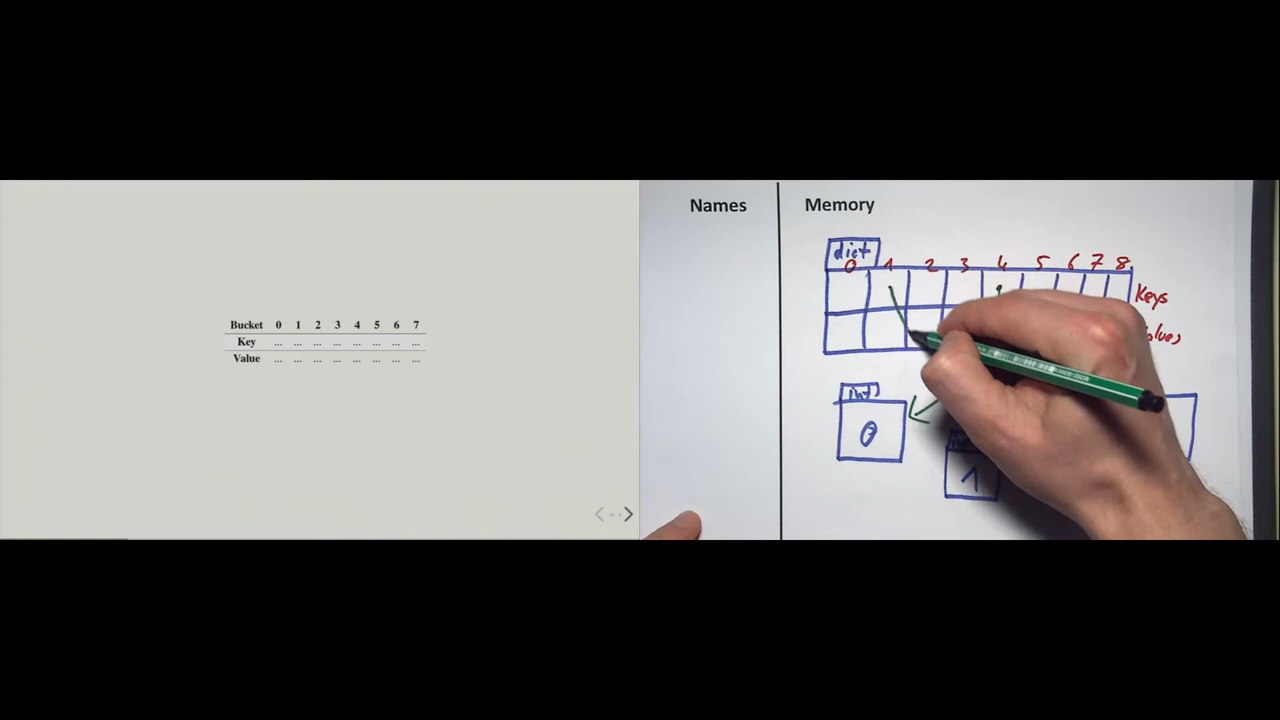 Bucket 0 1 2 3 4 5 6 7
Key ... ... ... ... ... ... ... ...
Value ... ... ... ... ... ... ... ...
Names
Memory
dict
0 1 2 3 4 5 6 7 8
Keys
int
0
1